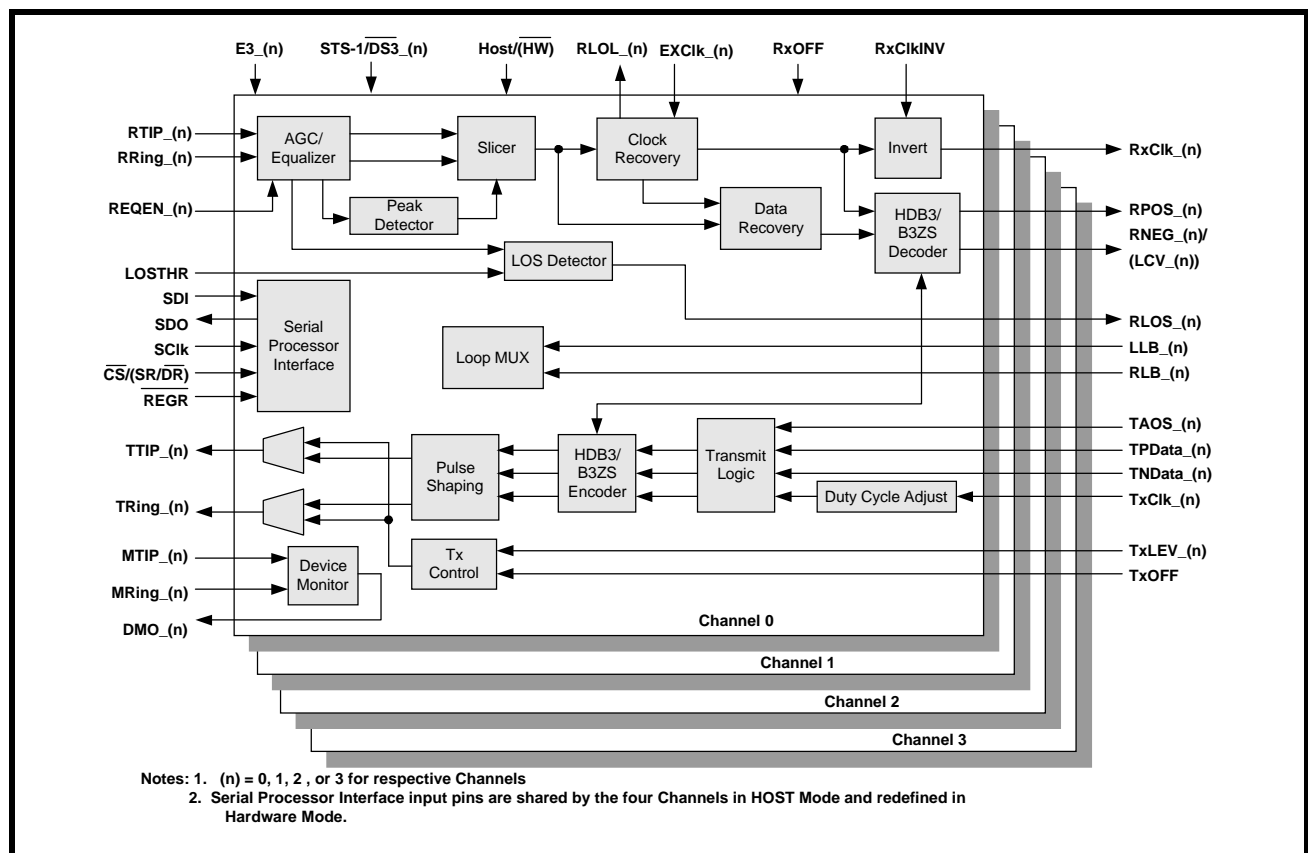 E3_(n) STS-1/DS3_(n) Host/(HW) RLOL_(n) EXClk_(n) RxOFF RxClkINV
RTIP_(n)
RRing_(n)
REQEN_(n)
LOSTHR
SDI
SDO
SClk
CS/(SR/DR)
REGR
TTIP_(n)
TRing_(n)
MTIP_(n)
MRing_(n)
DMO_(n)
AGC/
Equalizer
Peak
Detector
Slicer
LOS Detector
Clock
Recovery
Data
Recovery
Invert
HDB3/
B3ZS
Decoder
Serial
Processor
Interface
Loop MUX
Pulse
Shaping
HDB3/
B3ZS
Encoder
Transmit
Logic
Duty Cycle Adjust
Tx
Control
Device
Monitor
RxClk_(n)
RPOS_(n)
RNEG_(n)/
(LCV_(n))
RLOS_(n)
LLB_(n)
RLB_(n)
TAOS_(n)
TPData_(n)
TNData_(n)
TxClk_(n)
TxLEV_(n)
TxOFF
Channel 0
Channel 1
Channel 2
Channel 3
Notes: 1. (n) = 0, 1, 2 , or 3 for respective Channels
2. Serial Processor Interface input pins are shared by the four Channels in HOST Mode and redefined in
Hardware Mode.